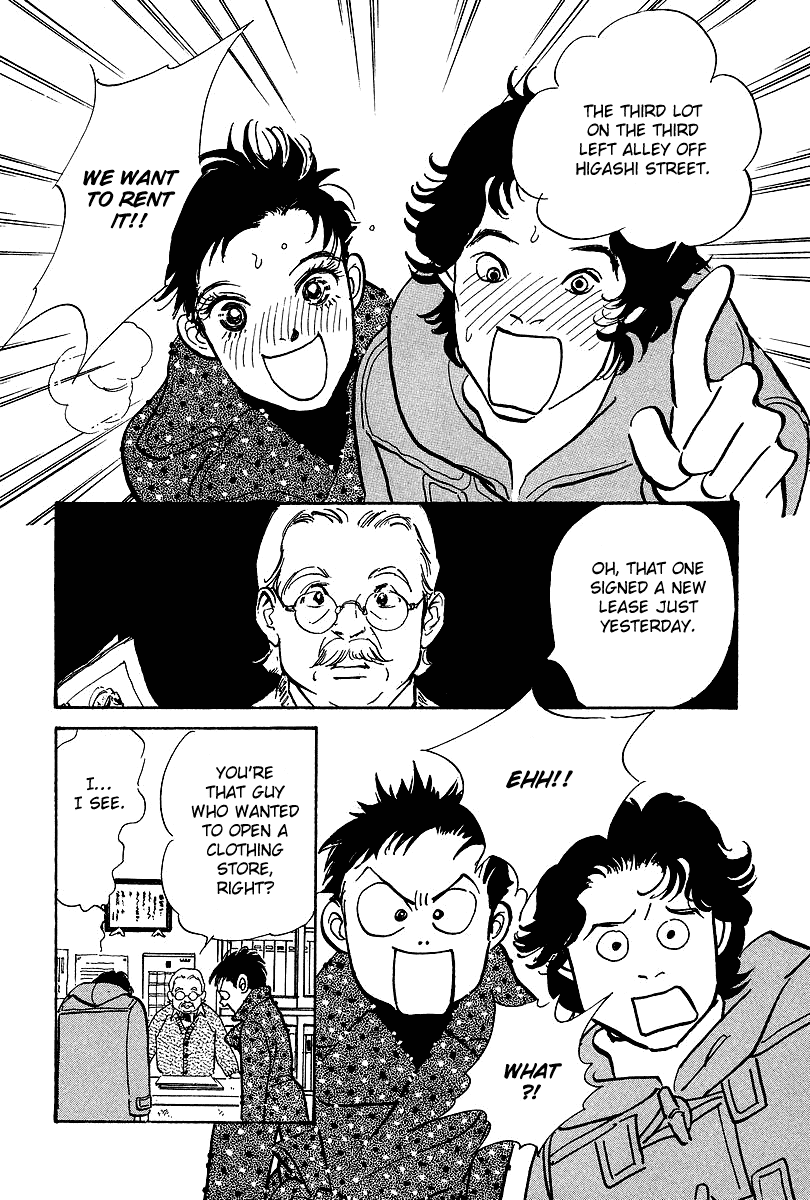 WE WANT
TO RENT
IT!!
THE THIRD LOT
ON THE THIRD
LEFT ALLEY OFF
HIGASHI STREET.
OH, THAT ONE
SIGNED A NEW
LEASE JUST
YESTERDAY.
I...
I SEE.
YOU'RE
THAT GUY
WHO WANTED
TO OPEN A
CLOTHING
STORE,
RIGHT?
EHH!!
WHAT
?!